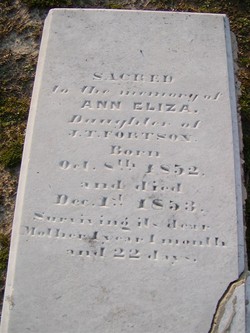 SACRED
to the memory of
ANN ELIZA.
Daughter of
J.T. FORTSON.
Born
Oct. 8th 1852.
and died
Dec. 1st 1853.
Surviving its dear
Mother 1 year 1 month
and 22 days.